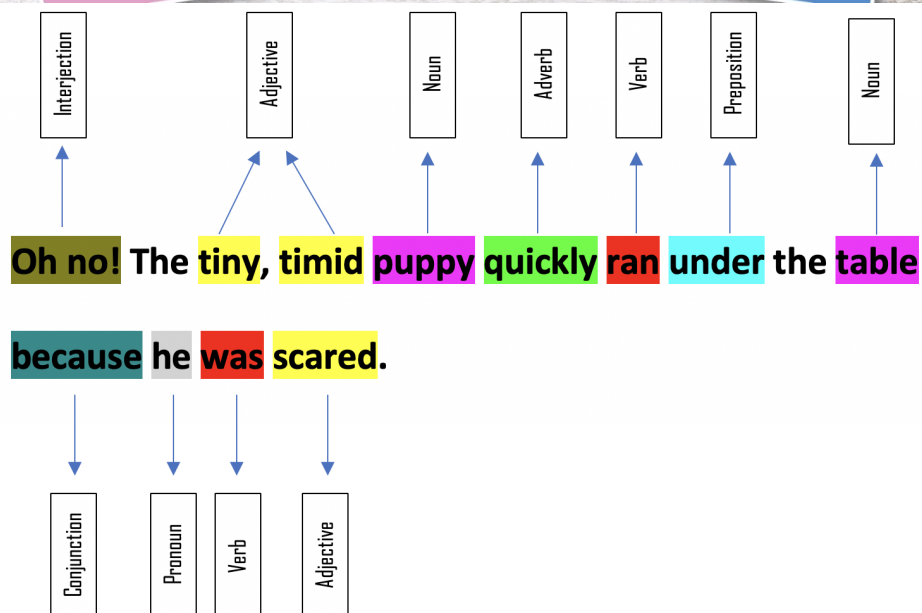 Interjection Adjective Noun Adverb Verb Preposition Noun
Oh no! The tiny, timid puppy quickly ran under the table
because he was scared.
Conjunction Pronoun Verb Adjective